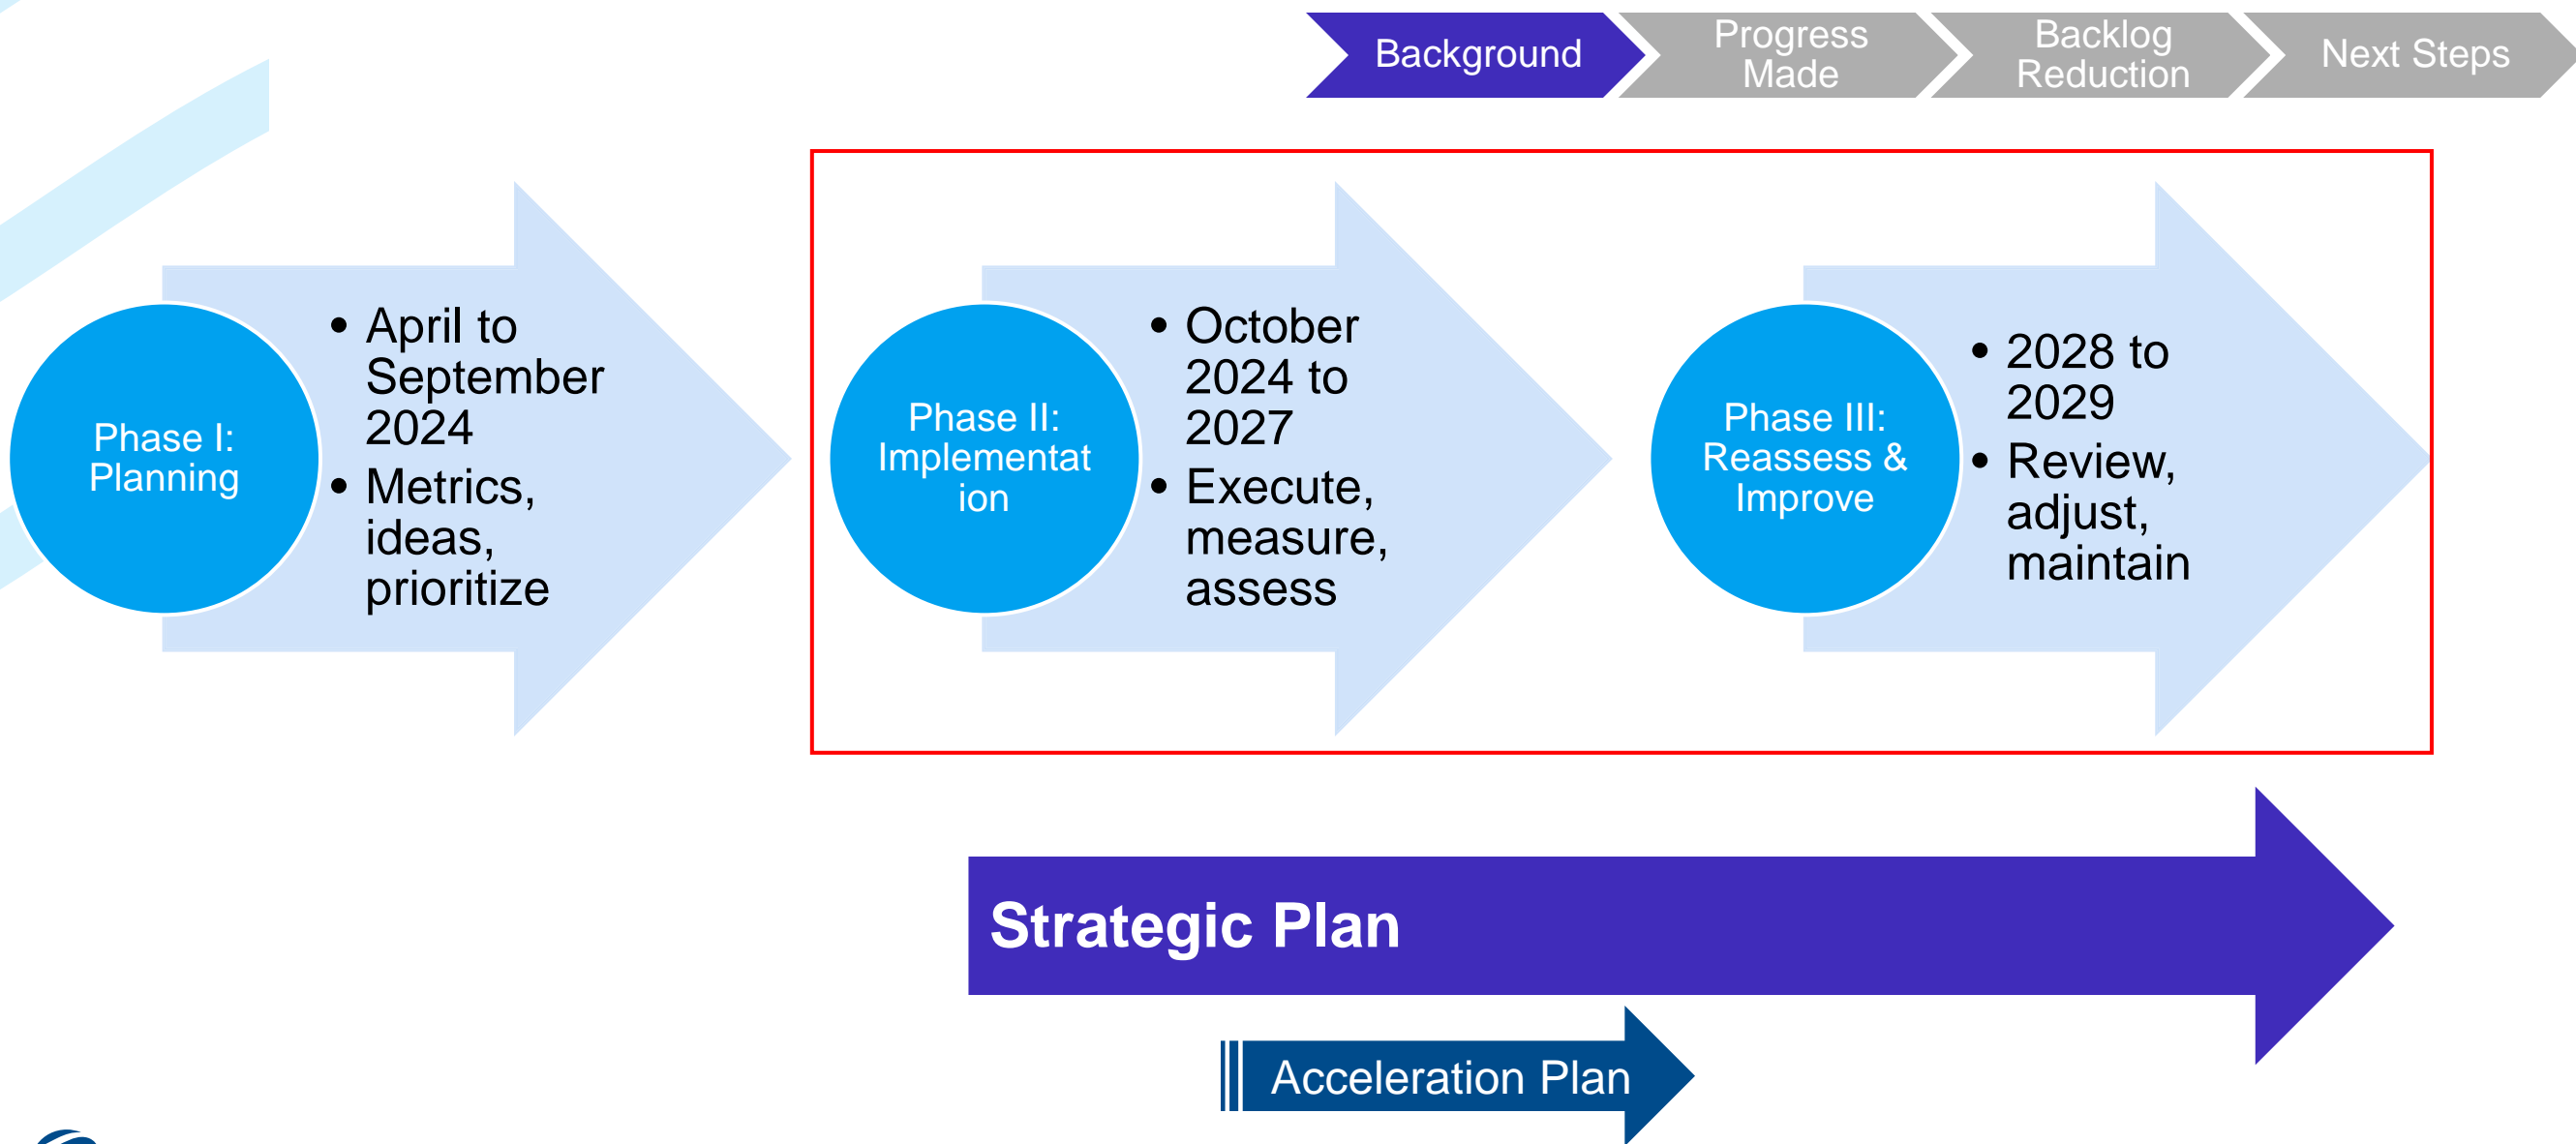 Background
Progress
Made
Backlog
Reduction
Next Steps
Phase I:
Planning
• April to
September
2024
• Metrics,
ideas,
prioritize
Phase II:
Implementat
ion
• October
2024 to
2027
• Execute,
measure,
assess
Phase III:
Reassess &
Improve
• 2028 to
2029
• Review,
adjust,
maintain
Strategic Plan
Acceleration Plan